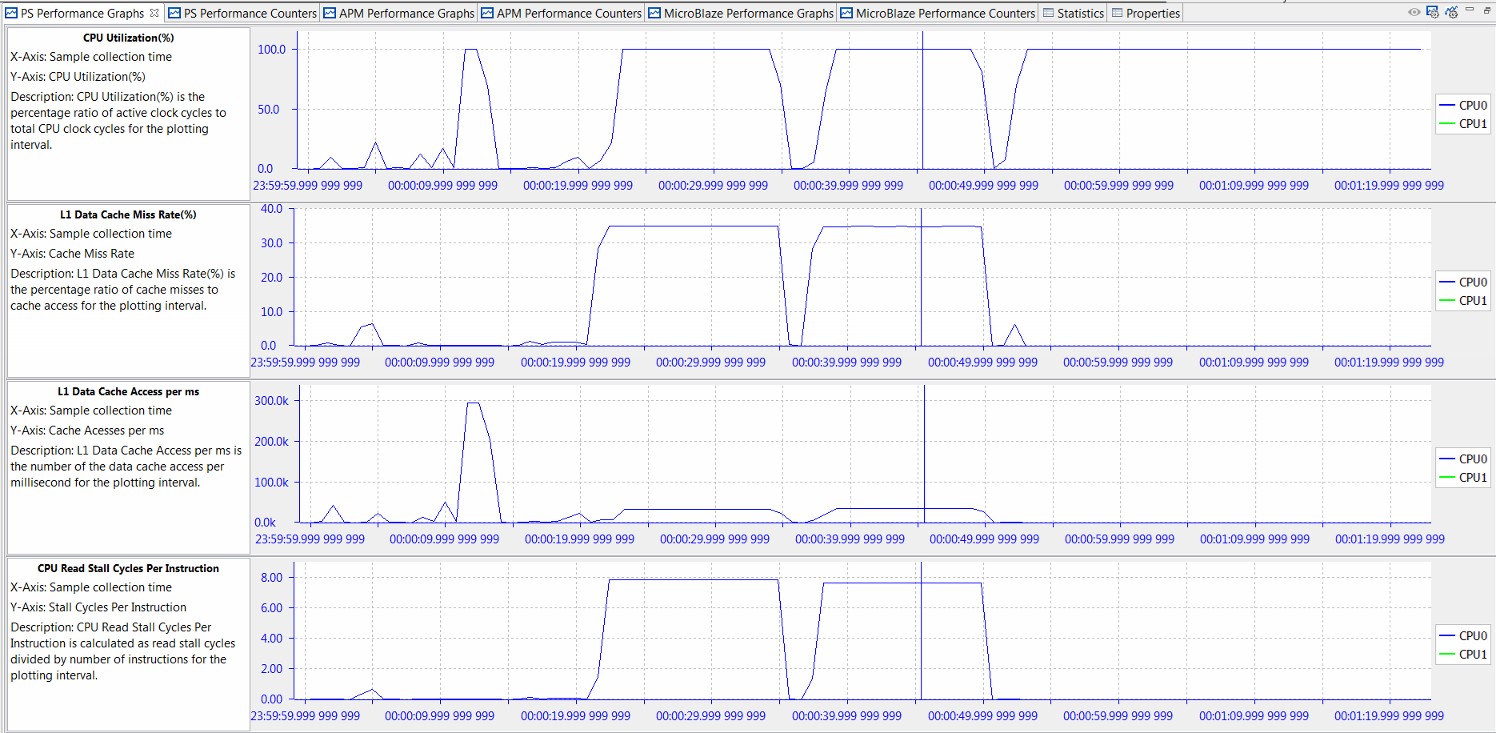 PS Performance Graphs
PS Performance Counters
APM Performance Graphs
APM Performance Counters
MicroBlaze Performance Graphs
MicroBlaze Performance Counters
Statistics
Properties
CPU Utilization(%)
X-Axis: Sample collection time
Y-Axis: CPU Utilization(%)
Description: CPU Utilization(%) is the
percentage ratio of active clock cycles to
total CPU clock cycles for the plotting
interval.
100.0
50.0
0.0
23:59:59.999 999 999 00:00:09.999 999 999 00:00:19.999 999 999 00:00:29.999 999 999 00:00:39.999 999 999 00:00:49.999 999 999 00:00:59.999 999 999 00:01:09.999 999 999 00:01:19.999 999 999
CPU0
CPU1
L1 Data Cache Miss Rate(%)
X-Axis: Sample collection time
Y-Axis: Cache Miss Rate
Description: L1 Data Cache Miss Rate(%) is
the percentage ratio of cache misses to
cache access for the plotting interval.
40.0
30.0
20.0
10.0
0.0
23:59:59.999 999 999 00:00:09.999 999 999 00:00:19.999 999 999 00:00:29.999 999 999 00:00:39.999 999 999 00:00:49.999 999 999 00:00:59.999 999 999 00:01:09.999 999 999 00:01:19.999 999 999
CPU0
CPU1
L1 Data Cache Access per ms
X-Axis: Sample collection time
Y-Axis: Cache Acesses per ms
Description: L1 Data Cache Access per ms is
the number of the data cache access per
millisecond for the plotting interval.
300.0k
200.0k
100.0k
0.0k
23:59:59.999 999 999 00:00:09.999 999 999 00:00:19.999 999 999 00:00:29.999 999 999 00:00:39.999 999 999 00:00:49.999 999 999 00:00:59.999 999 999 00:01:09.999 999 999 00:01:19.999 999 999
CPU0
CPU1
CPU Read Stall Cycles Per Instruction
X-Axis: Sample collection time
Y-Axis: Stall Cycles Per Instruction
Description: CPU Read Stall Cycles Per
Instruction is calculated as read stall cycles
divided by number of instructions for the
plotting interval.
8.00
6.00
4.00
2.00
0.00
23:59:59.999 999 999 00:00:09.999 999 999 00:00:19.999 999 999 00:00:29.999 999 999 00:00:39.999 999 999 00:00:49.999 999 999 00:00:59.999 999 999 00:01:09.999 999 999 00:01:19.999 999 999
CPU0
CPU1